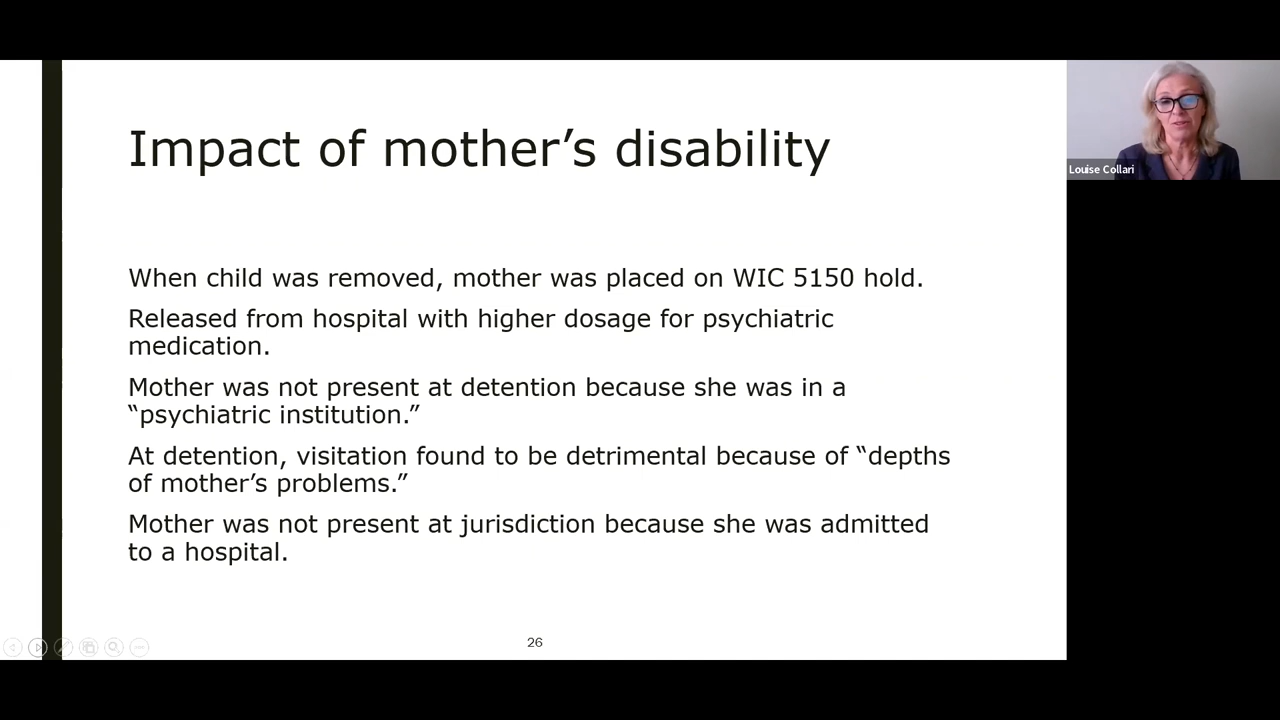 Impact of mother’s disability
When child was removed, mother was placed on WIC 5150 hold.
Released from hospital with higher dosage for psychiatric
medication.
Mother was not present at detention because she was in a
“psychiatric institution.”
At detention, visitation found to be detrimental because of “depths
of mother’s problems.”
Mother was not present at jurisdiction because she was admitted
to a hospital.
26
Louise Collari